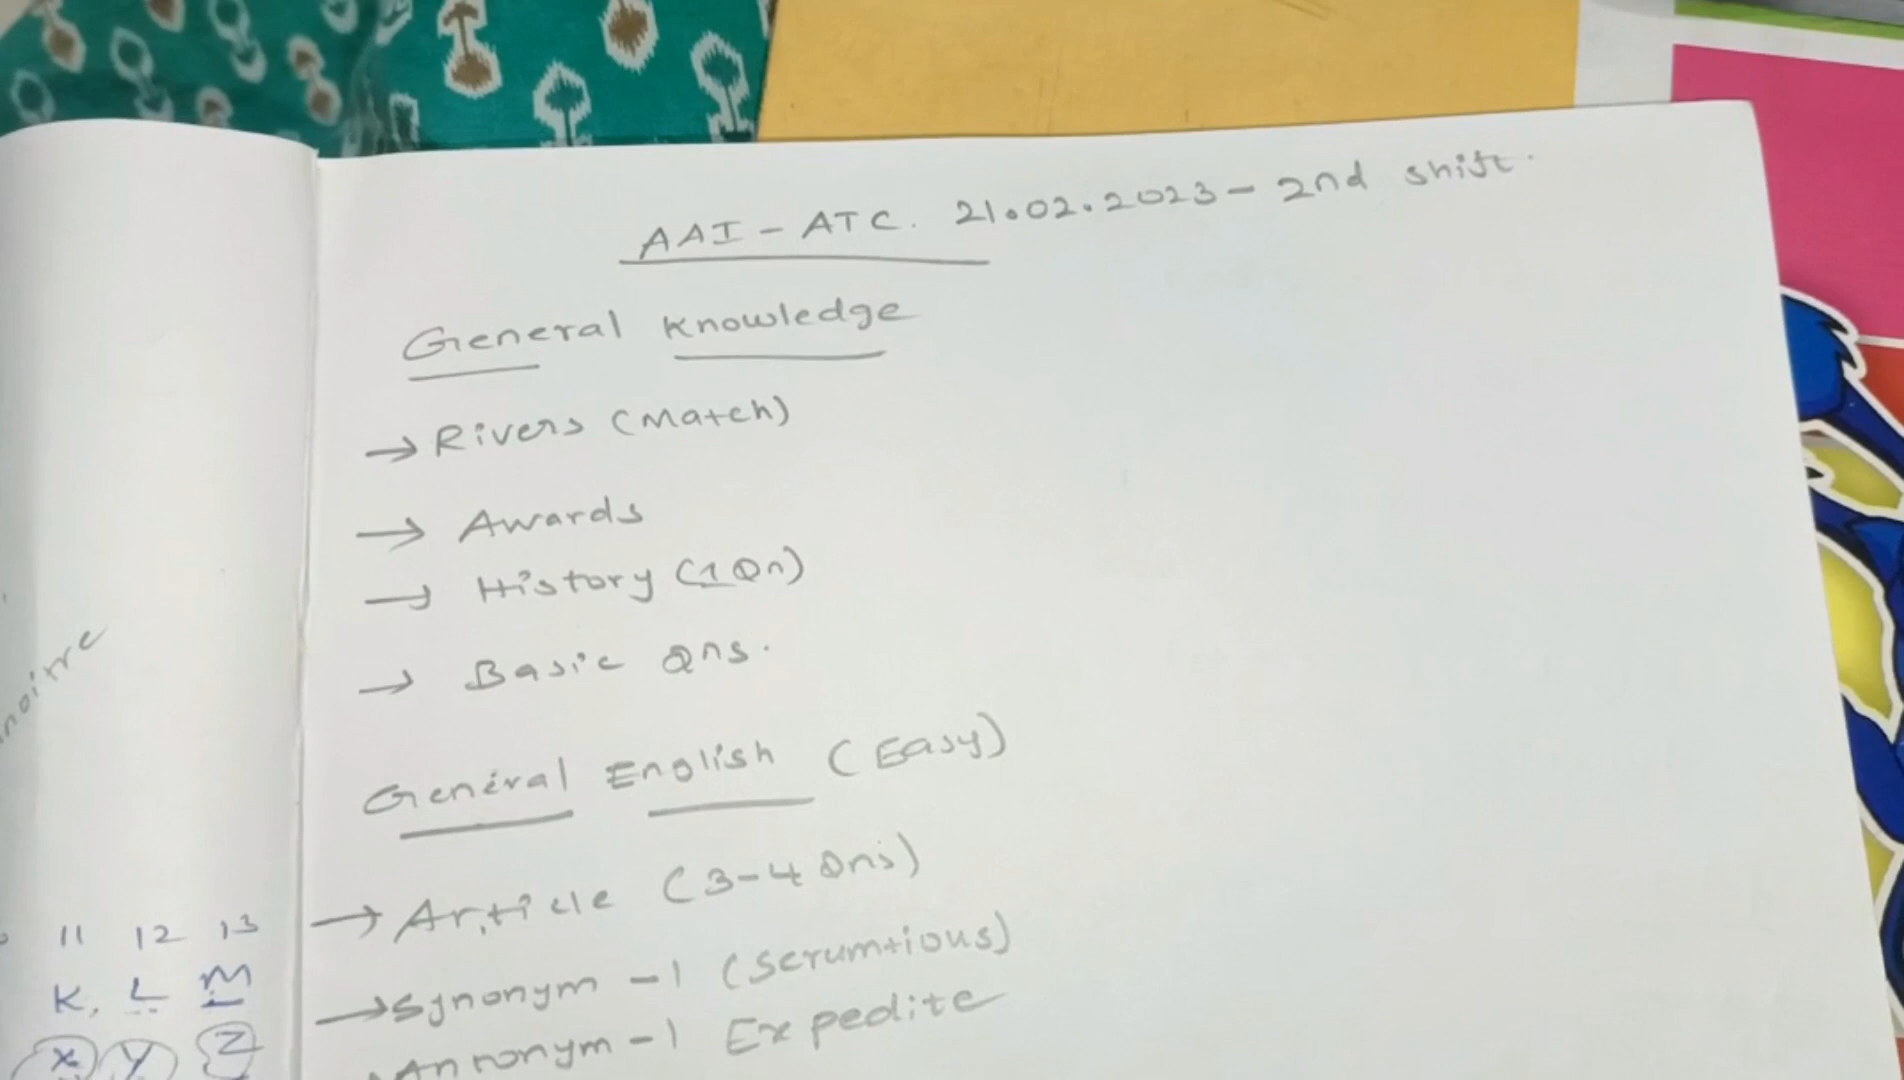 AAI - ATC. 21.02.2023 - 2nd shift.
General Knowledge
→ Rivers (Match)
→ Awards
→ History (1 Qn)
→ Basic Qns.
General English (Easy)
→ Article (3-4 Qns)
→ Synonym - 1 (Scrumtious)
Antonym - 1 Expedite
noirre
11 12 13
K, L M
X Y Z